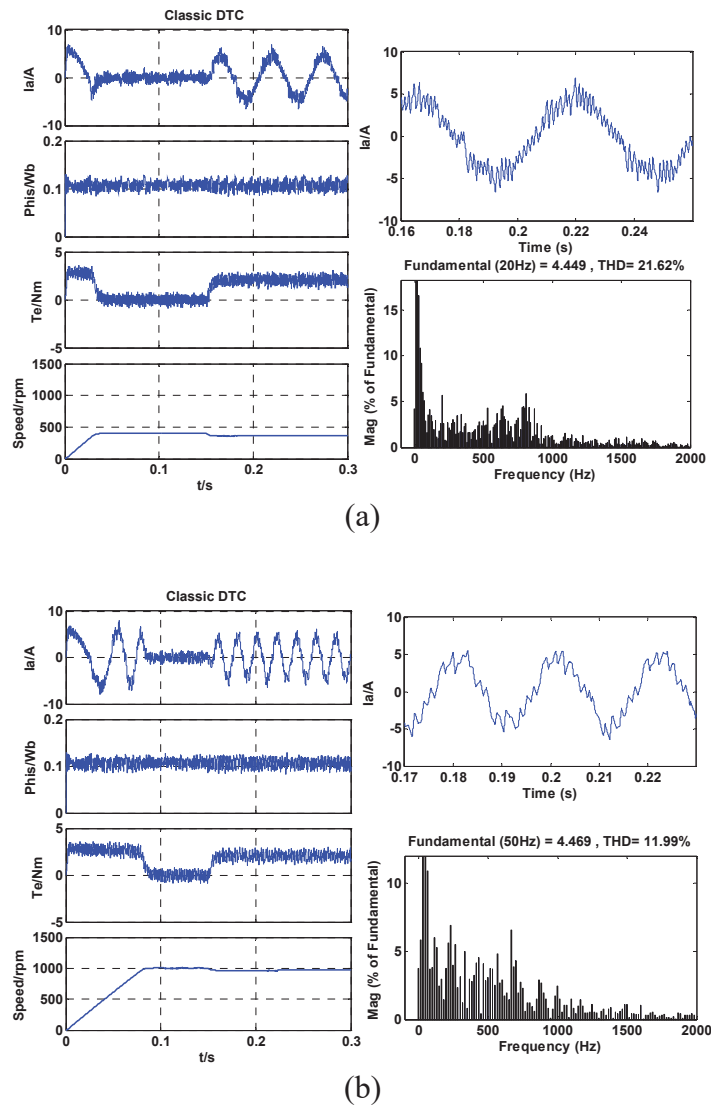 Classic DTC
10
0
-10
Ia/A
0.2
0.1
0
Phis/Wb
5
0
-5
Te/Nm
1500
1000
500
0
Speed/rpm
0 0.1 0.2 0.3
t/s
10
5
0
-5
-10
Ia/A
0.16 0.18 0.2 0.22 0.24
Time (s)
Fundamental (20Hz) = 4.449 , THD= 21.62%
15
10
5
0
Mag (% of Fundamental)
0 500 1000 1500 2000
Frequency (Hz)
(a)
Classic DTC
10
0
-10
Ia/A
0.2
0.1
0
Phis/Wb
5
0
-5
Te/Nm
1500
1000
500
0
Speed/rpm
0 0.1 0.2 0.3
t/s
10
5
0
-5
-10
Ia/A
0.17 0.18 0.19 0.2 0.21 0.22
Time (s)
Fundamental (50Hz) = 4.469 , THD= 11.99%
10
5
0
Mag (% of Fundamental)
0 500 1000 1500 2000
Frequency (Hz)
(b)